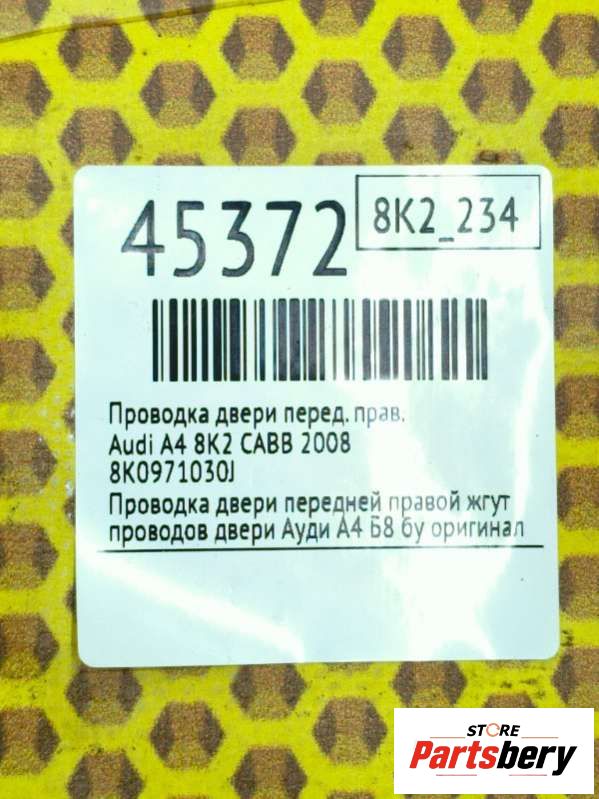 45372
8K2_234
Проводка двери перед. прав.
Audi A4 8K2 CABB 2008
8K0971030J
Проводка двери передней правой жгут
проводов двери Ауди А4 Б8 бу оригинал
STORE
Partsbery